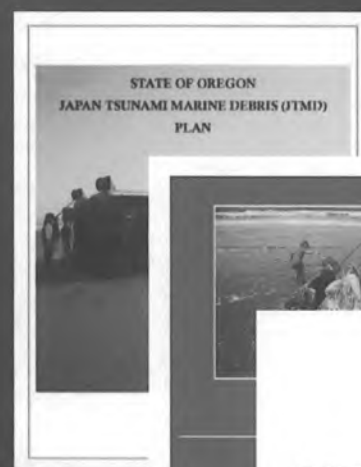 STATE OF OREGON
JAPAN TSUNAMI MARINE DEBRIS (JTMD)
PLAN